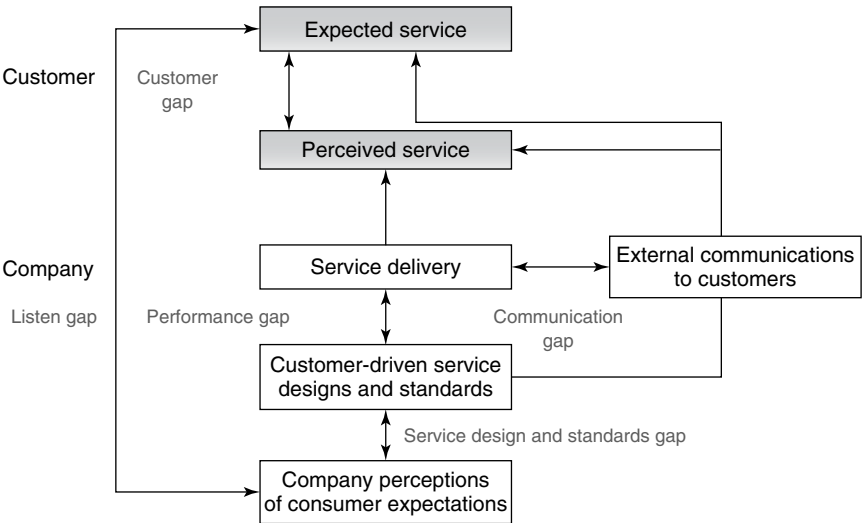 Expected service
Customer
Customer
gap
Perceived service
Company
Service delivery
External communications
to customers
Listen gap
Performance gap
Communication
gap
Customer-driven service
designs and standards
Service design and standards gap
Company perceptions
of consumer expectations